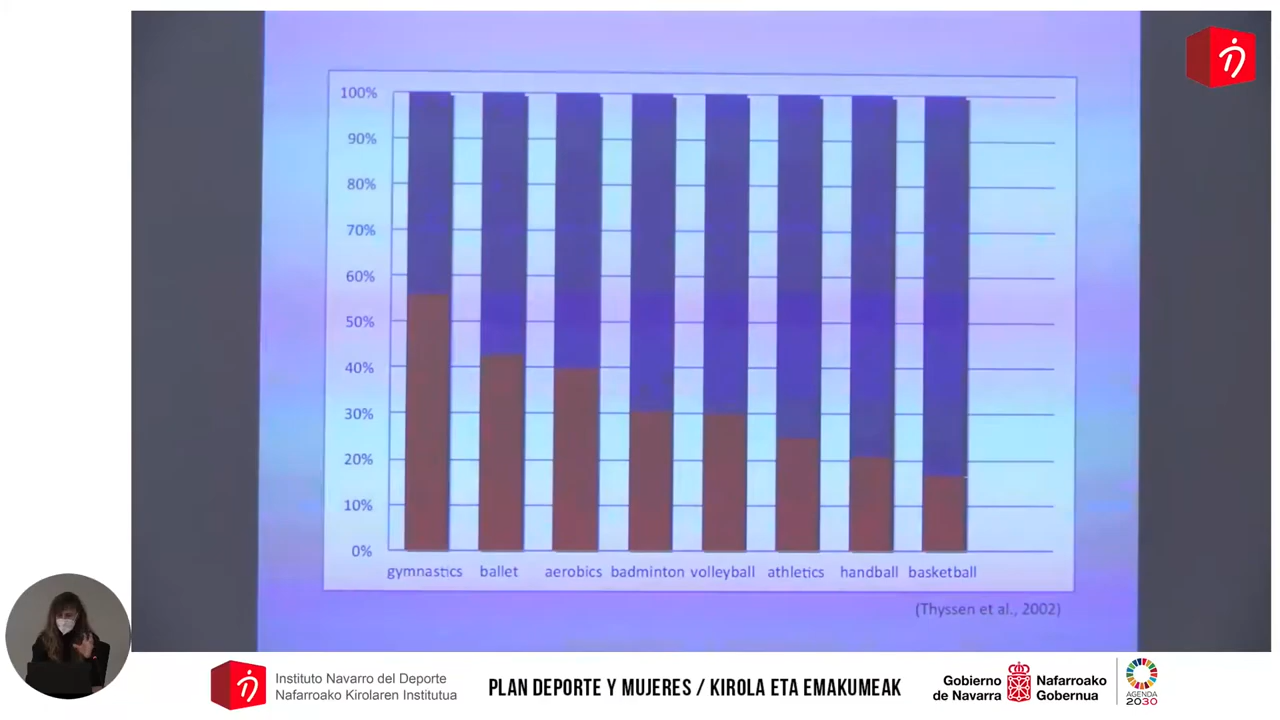 100%
90%
80%
70%
60%
50%
40%
30%
20%
10%
0%
gymnastics ballet aerobics badminton volleyball athletics handball basketball
(Thyssen et al., 2002)
Instituto Navarro del Deporte
Nafarroako Kirolaren Institutua
PLAN DEPORTE Y MUJERES / KIROLA ETA EMAKUMEAK
Gobierno de Navarra
Nafarroako Gobernua
AGENDA
2030